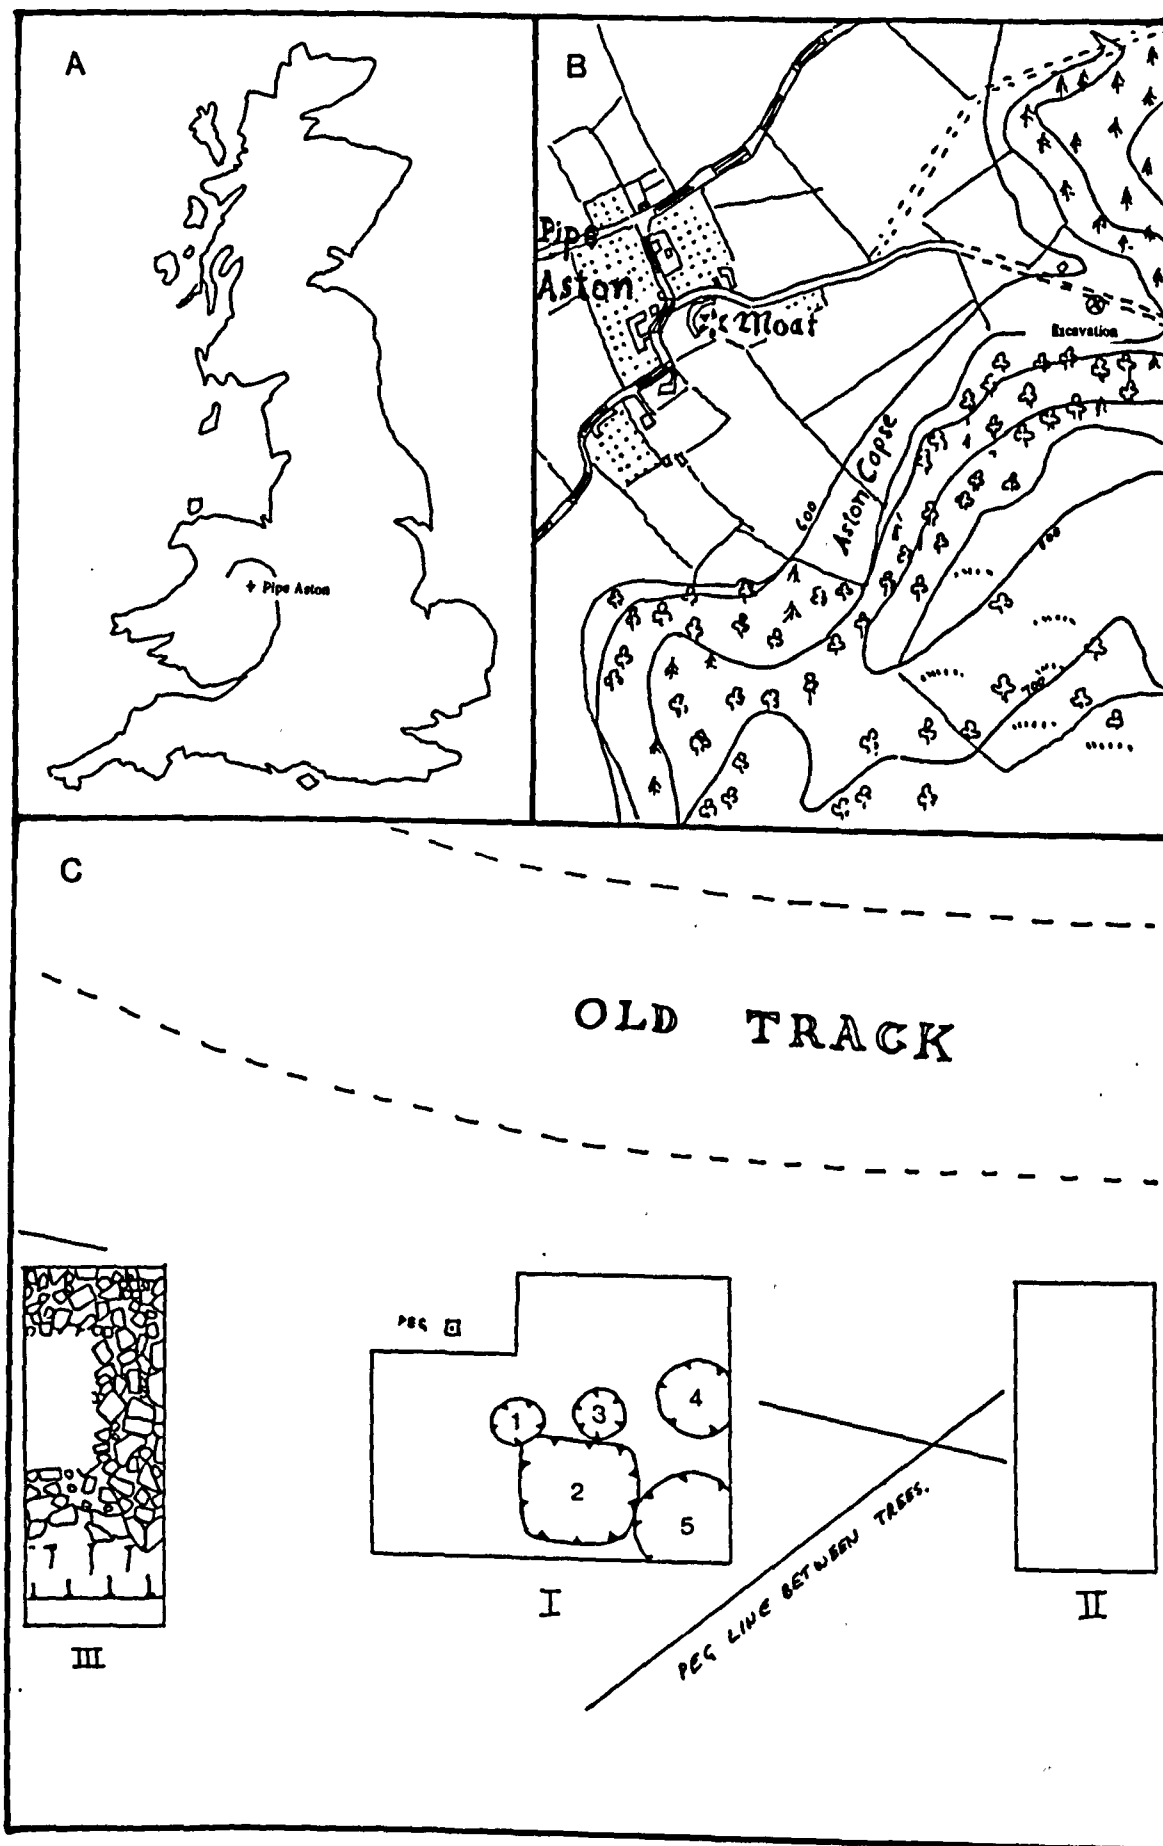 A
+ Pipe Aston
B
Pipe
Aston
Moat
Excavation
Aston Copse
600
700
C
OLD TRACK
PEG
1
3
4
2
5
I
II
III
PEG LINE BETWEEN TREES.